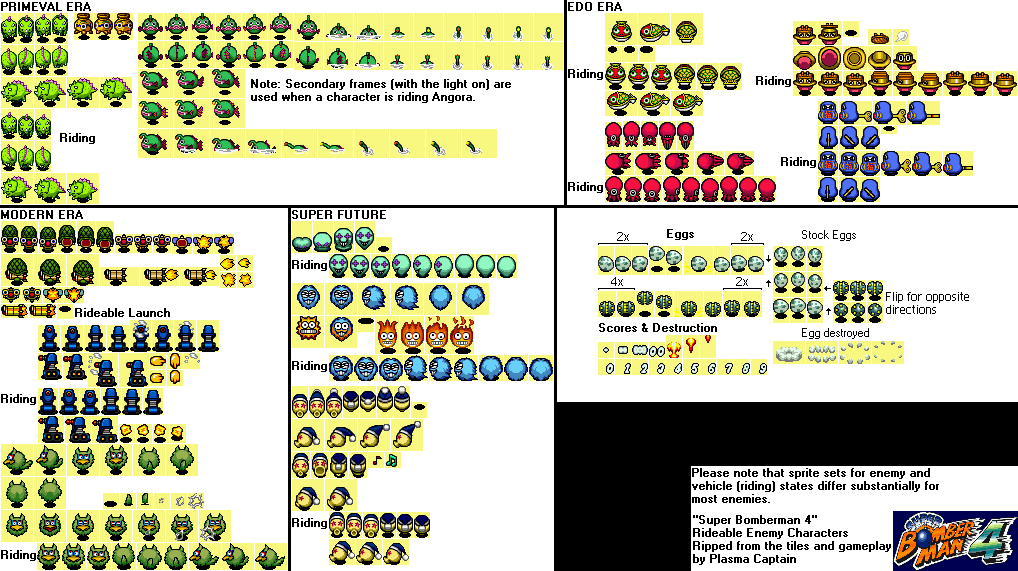 PRIMEVAL ERA
Note: Secondary frames (with the light on) are
used when a character is riding Angora.
Riding
EDO ERA
Riding
Riding
Riding
Riding
MODERN ERA
Rideable Launch
Riding
Riding
SUPER FUTURE
Riding
Riding
Riding
2x
Eggs
2x
Stock Eggs
4x
2x
Flip for opposite
directions
Scores & Destruction
Egg destroyed
0 1 2 3 4 5 6 7 8 9
Please note that sprite sets for enemy and
vehicle (riding) states differ substantially for
most enemies.
"Super Bomberman 4"
Rideable Enemy Characters
Ripped from the tiles and gameplay
by Plasma Captain
SUPER
BOMBER
MAN 4